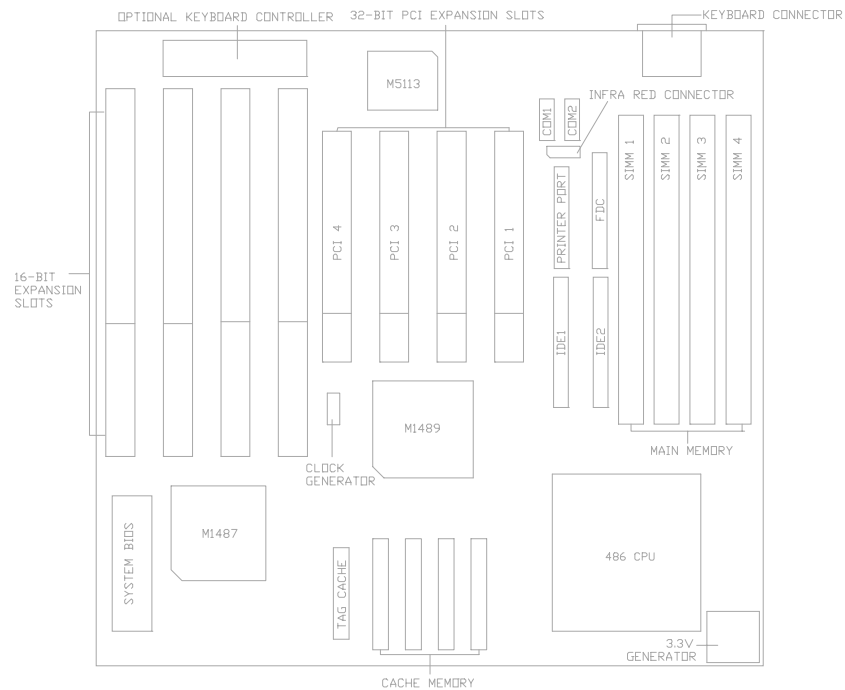 OPTIONAL KEYBOARD CONTROLLER
32-BIT PCI EXPANSION SLOTS
KEYBOARD CONNECTOR
M5113
INFRA RED CONNECTOR
COM1
COM2
SIMM 1
SIMM 2
SIMM 3
SIMM 4
PRINTER PORT
FDC
PCI 4
PCI 3
PCI 2
PCI 1
16-BIT
EXPANSION
SLOTS
IDE1
IDE2
M1489
MAIN MEMORY
CLOCK
GENERATOR
M1487
SYSTEM BIOS
TAG CACHE
486 CPU
3.3V
GENERATOR
CACHE MEMORY